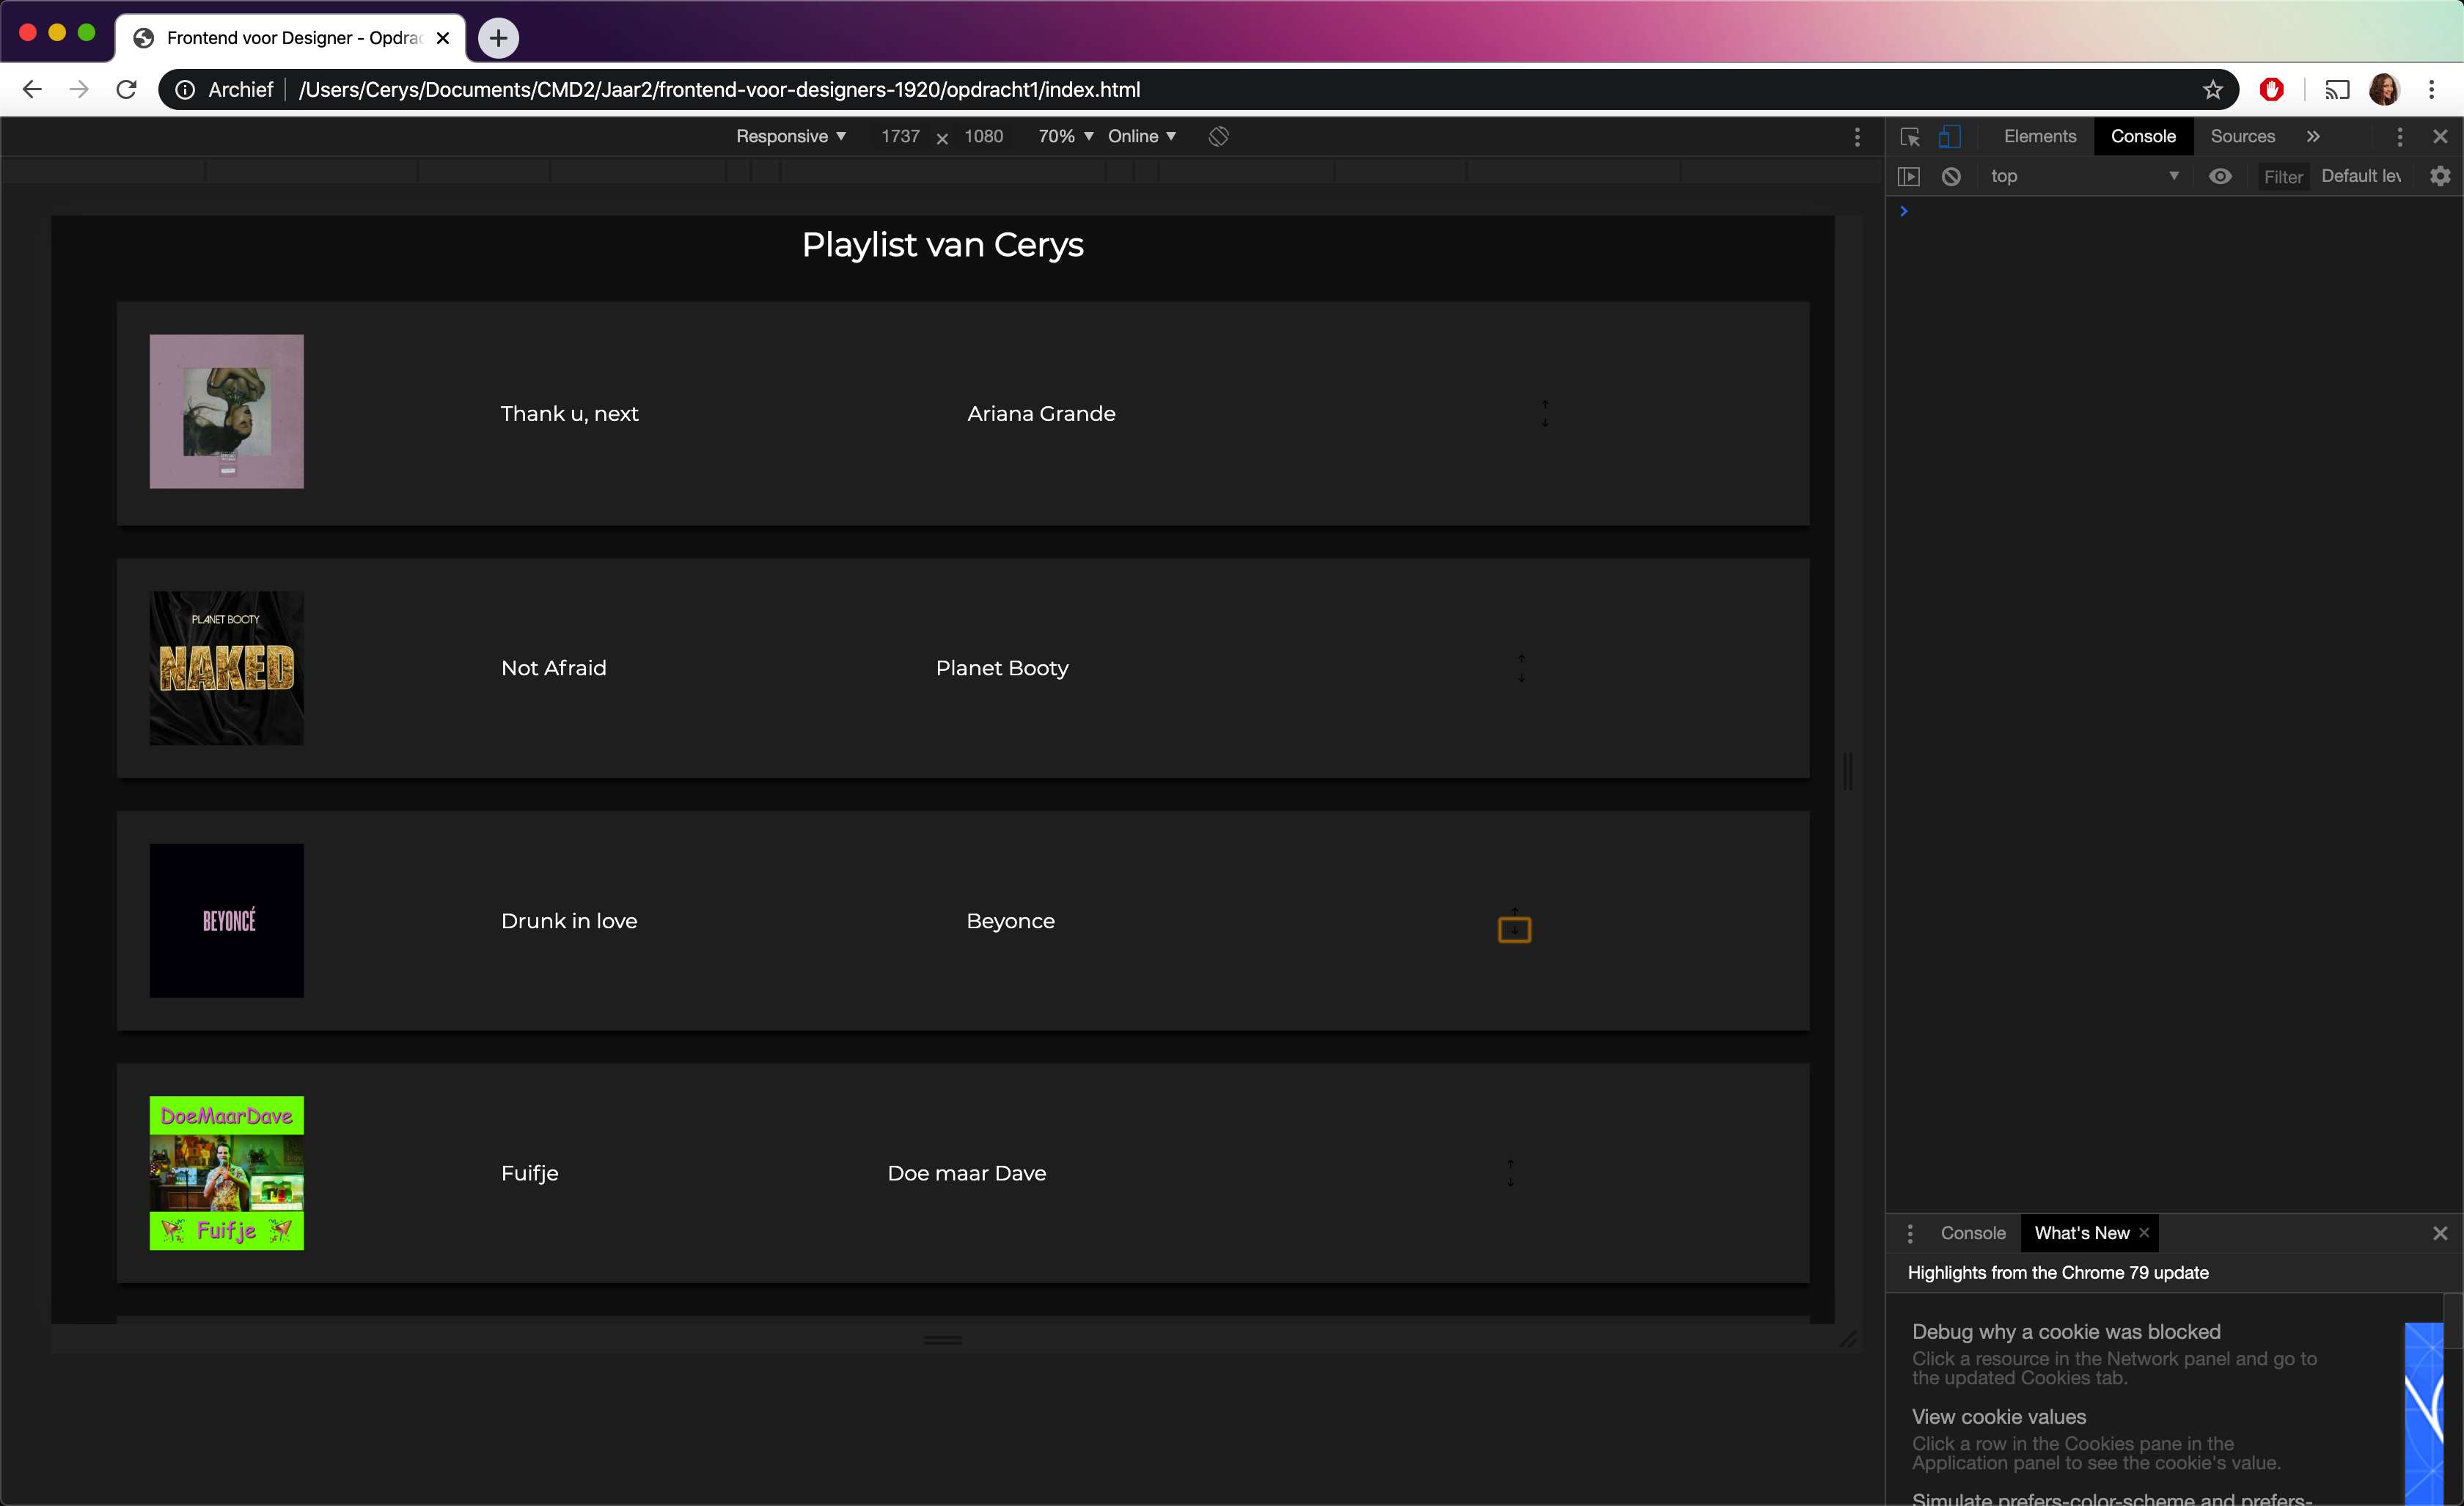 Frontend voor Designer - Opdrac
Archief /Users/Cerys/Documents/CMD2/Jaar2/frontend-voor-designers-1920/opdracht1/index.html
Responsive ▼ 1737 × 1080 70% ▼ Online ▼
Elements Console Sources »
top ▼ Filter Default lev
Playlist van Cerys
Thank u, next Ariana Grande ↑
↓
PLANET BOOTY
NAKED
Not Afraid Planet Booty ↑
↓
BEYONCÉ
Drunk in love Beyonce ↑
↓
DoeMaarDave
Fuifje
Fuifje Doe maar Dave ↑
↓
Console What's New ×
Highlights from the Chrome 79 update
Debug why a cookie was blocked
Click a resource in the Network panel and go to
the updated Cookies tab.
View cookie values
Click a row in the Cookies pane in the
Application panel to see the cookie's value.
Simulate prefers-color-scheme and prefers-